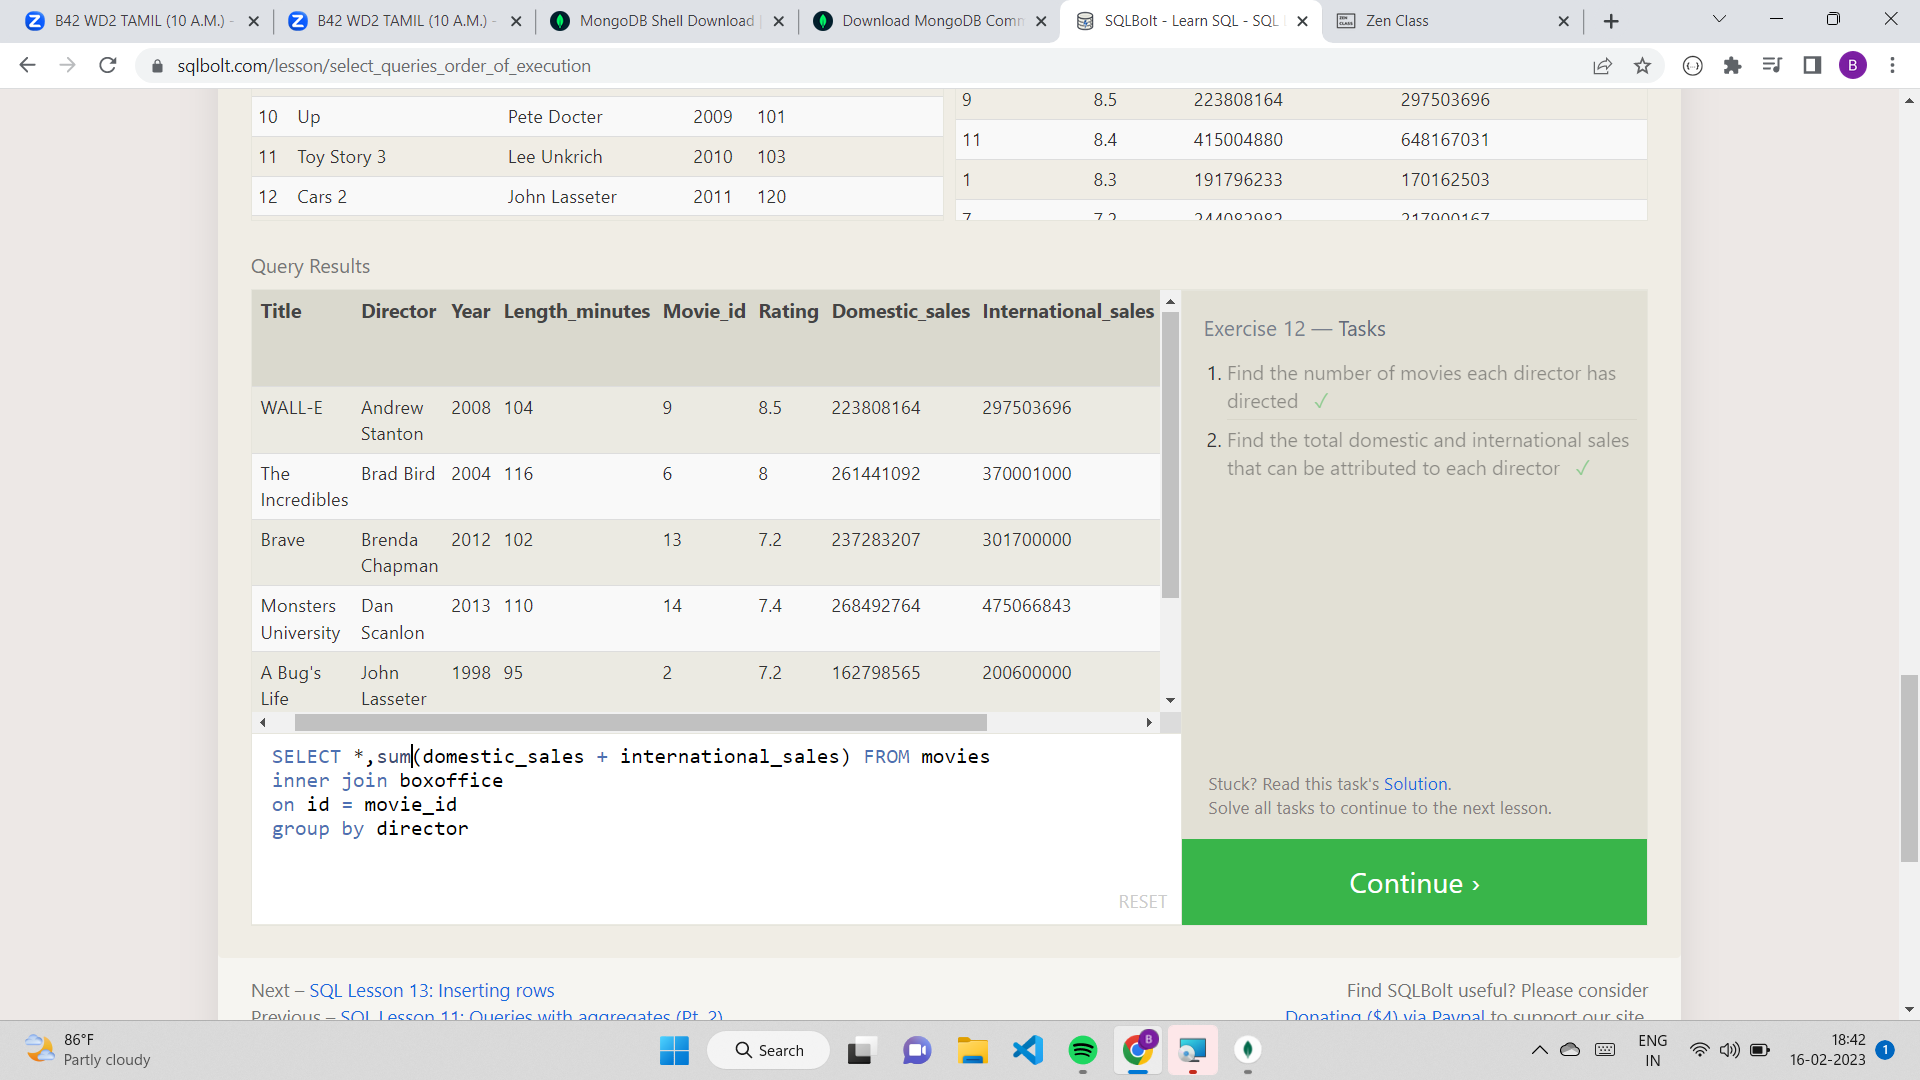 B42 WD2 TAMIL (10 A.M.) -
B42 WD2 TAMIL (10 A.M.) -
MongoDB Shell Download |
Download MongoDB Comm
SQLBolt - Learn SQL - SQL
ZEN CLASS Zen Class
sqlbolt.com/lesson/select_queries_order_of_execution
B
10 Up Pete Docter 2009 101
11 Toy Story 3 Lee Unkrich 2010 103
12 Cars 2 John Lasseter 2011 120
9 8.5 223808164 297503696
11 8.4 415004880 648167031
1 8.3 191796233 170162503
7 7.2 244082982 217900167
Query Results
Title Director Year Length_minutes Movie_id Rating Domestic_sales International_sales
WALL-E Andrew 2008 104 9 8.5 223808164 297503696
Stanton
The Brad Bird 2004 116 6 8 261441092 370001000
Incredibles
Brave Brenda 2012 102 13 7.2 237283207 301700000
Chapman
Monsters Dan 2013 110 14 7.4 268492764 475066843
University Scanlon
A Bug's John 1998 95 2 7.2 162798565 200600000
Life Lasseter
SELECT *,sum(domestic_sales + international_sales) FROM movies
inner join boxoffice
on id = movie_id
group by director
RESET
Exercise 12 — Tasks
1. Find the number of movies each director has
directed ✓
2. Find the total domestic and international sales
that can be attributed to each director ✓
Stuck? Read this task's Solution.
Solve all tasks to continue to the next lesson.
Continue ›
Next – SQL Lesson 13: Inserting rows
Previous – SQL Lesson 11: Queries with aggregates (Pt. 2)
Find SQLBolt useful? Please consider
Donating ($4) via Paypal to support our site.
86°F
Partly cloudy
Search
B
ENG
IN
18:42
16-02-2023
1